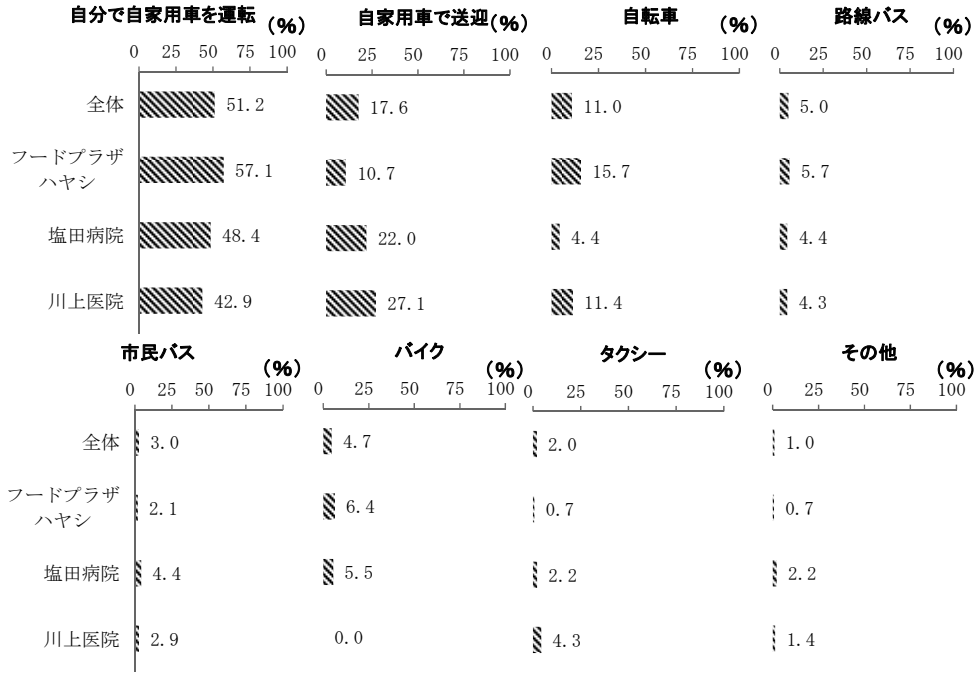 自分で自家用車を運転 (%) 自家用車で送迎(%) 自転車 (%) 路線バス (%)
0 25 50 75 100 0 25 50 75 100 0 25 50 75 100 0 25 50 75 100
全体 51.2 17.6 11.0 5.0
フードプラザ
ハヤシ 57.1 10.7 15.7 5.7
塩田病院 48.4 22.0 4.4 4.4
川上医院 42.9 27.1 11.4 4.3
市民バス (%) バイク (%) タクシー (%) その他 (%)
0 25 50 75 100 0 25 50 75 100 0 25 50 75 100 0 25 50 75 100
全体 3.0 4.7 2.0 1.0
フードプラザ
ハヤシ 2.1 6.4 0.7 0.7
塩田病院 4.4 5.5 2.2 2.2
川上医院 2.9 0.0 4.3 1.4